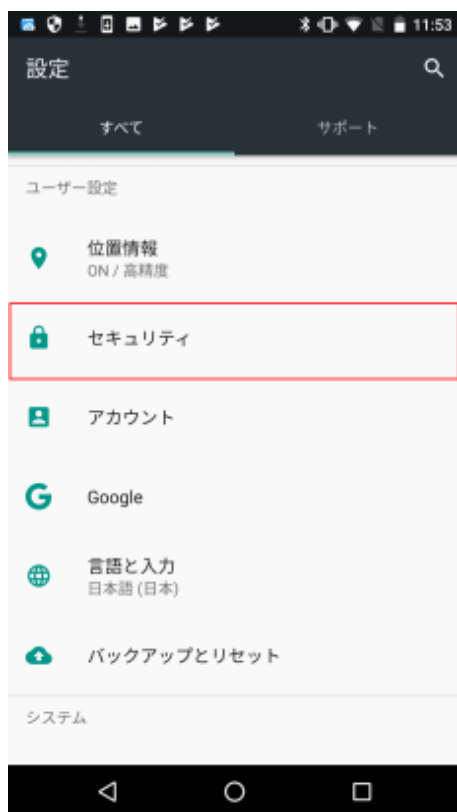 11:53
設定
すべて
サポート
ユーザー設定
位置情報
ON / 高精度
セキュリティ
アカウント
Google
言語と入力
日本語 (日本)
バックアップとリセット
システム